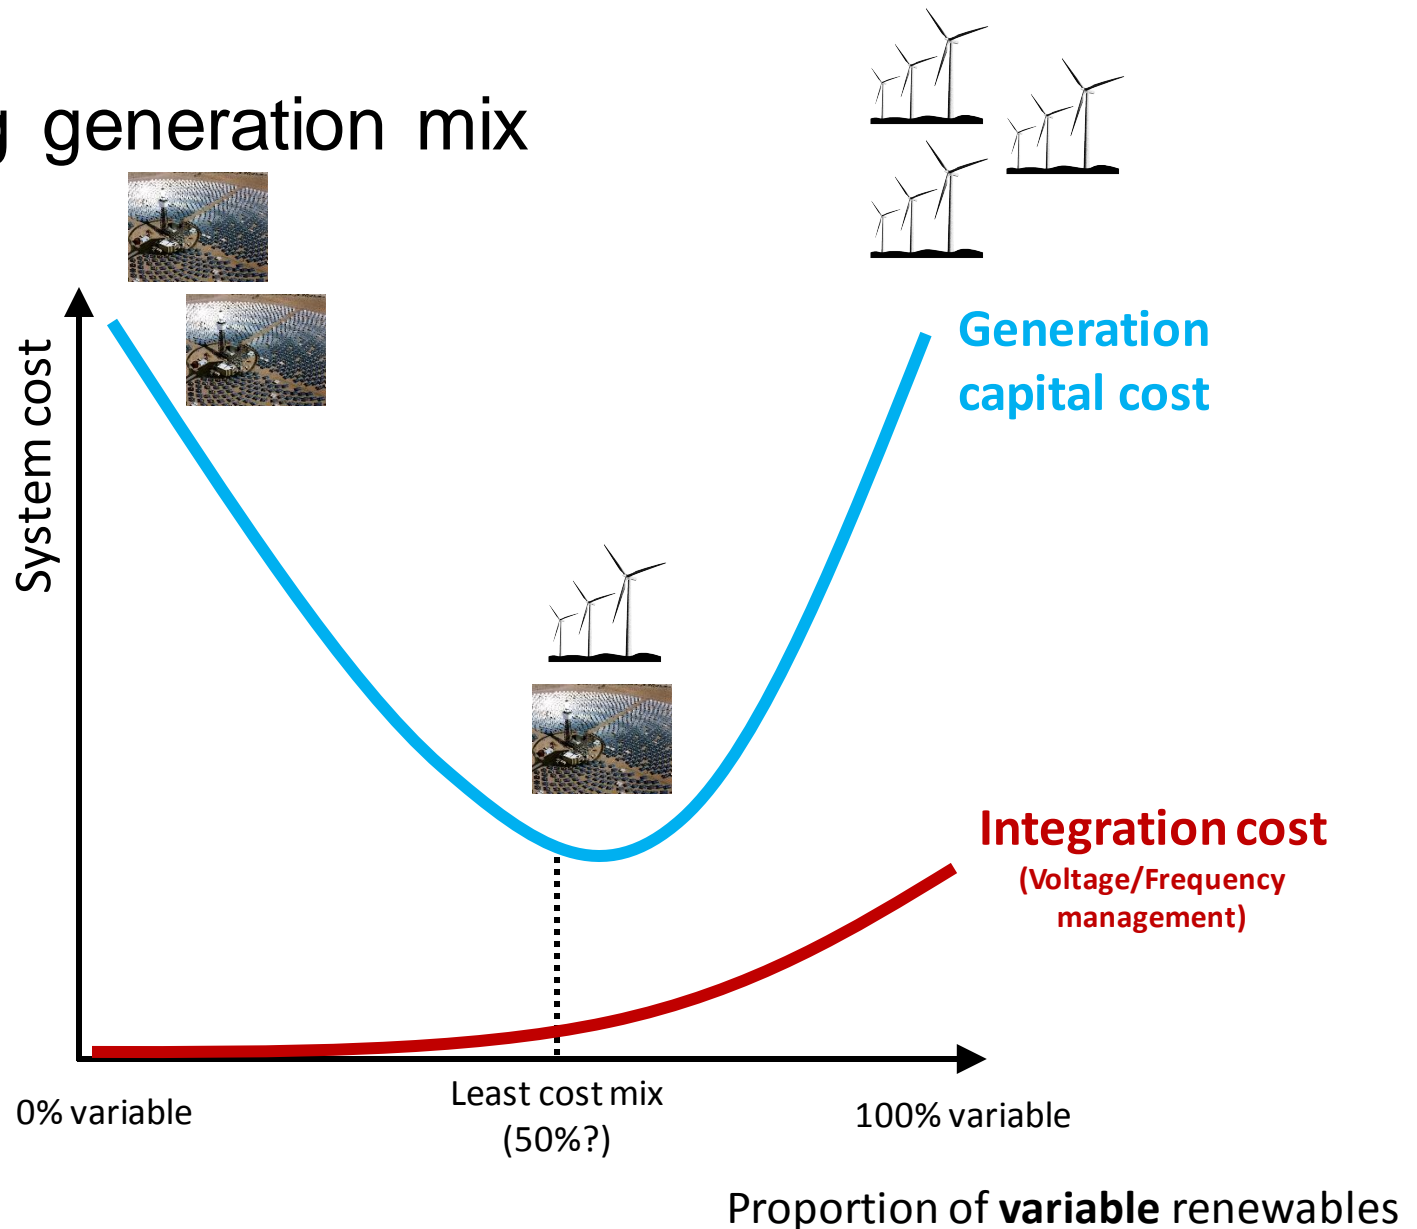 g generation mix
System cost
Generation
capital cost
Integration cost
(Voltage/Frequency
management)
0% variable
Least cost mix
(50%?)
100% variable
Proportion of variable renewables